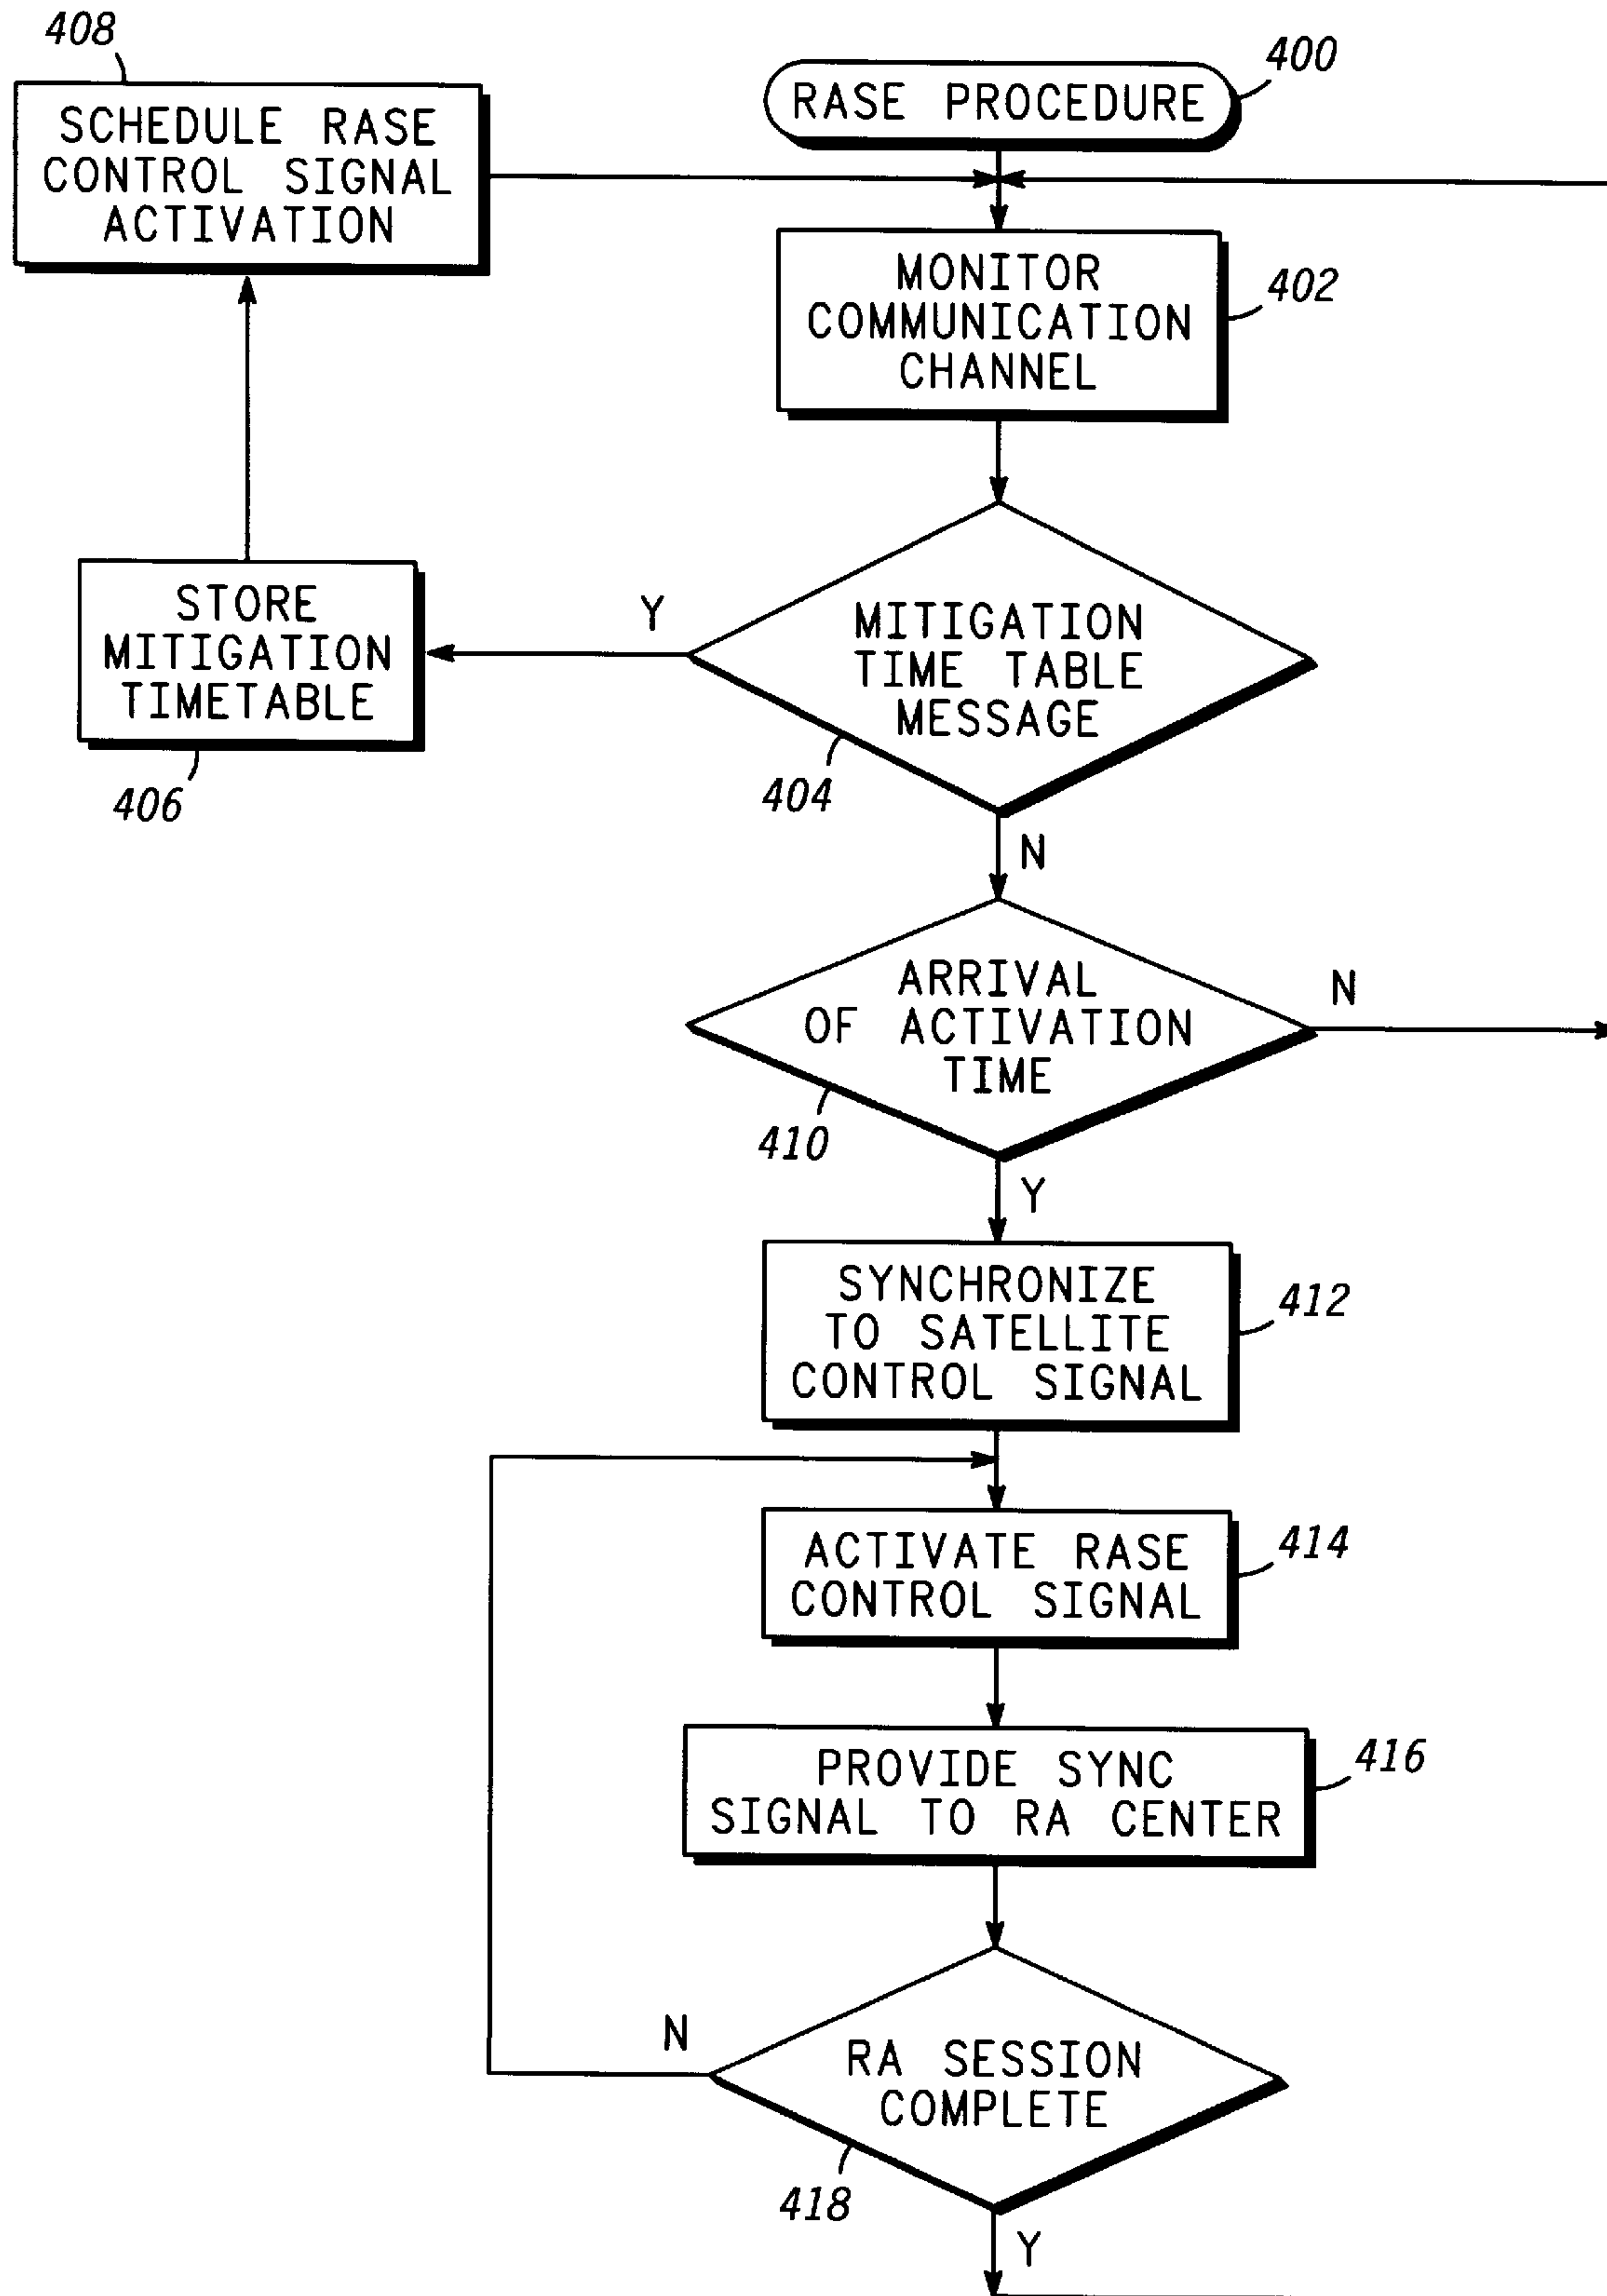 408
SCHEDULE RASE
CONTROL SIGNAL
ACTIVATION
RASE PROCEDURE
400
MONITOR
COMMUNICATION
CHANNEL
402
STORE
MITIGATION
TIMETABLE
406
Y
MITIGATION
TIME TABLE
MESSAGE
404
N
ARRIVAL
OF ACTIVATION
TIME
N
410
Y
SYNCHRONIZE
TO SATELLITE
CONTROL SIGNAL
412
ACTIVATE RASE
CONTROL SIGNAL
414
PROVIDE SYNC
SIGNAL TO RA CENTER
416
N
RA SESSION
COMPLETE
418
Y